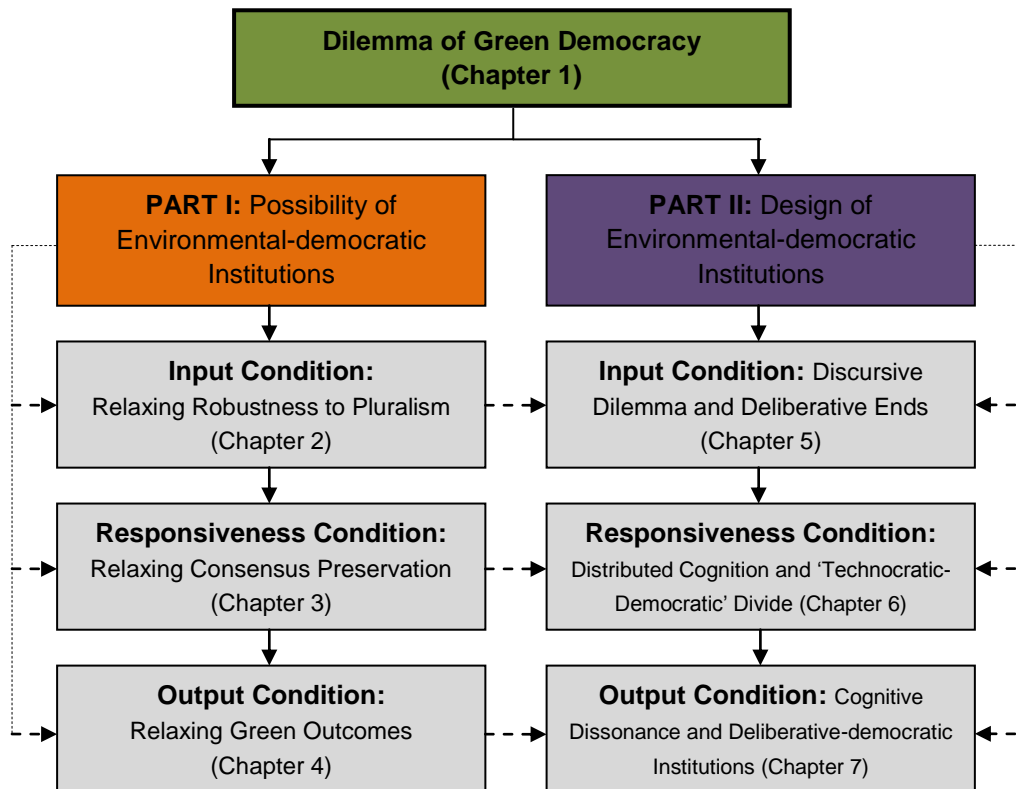 Dilemma of Green Democracy
(Chapter 1)
PART I: Possibility of
Environmental-democratic
Institutions
PART II: Design of
Environmental-democratic
Institutions
Input Condition:
Relaxing Robustness to Pluralism
(Chapter 2)
Input Condition: Discursive
Dilemma and Deliberative Ends
(Chapter 5)
Responsiveness Condition:
Relaxing Consensus Preservation
(Chapter 3)
Responsiveness Condition:
Distributed Cognition and ‘Technocratic-
Democratic’ Divide (Chapter 6)
Output Condition:
Relaxing Green Outcomes
(Chapter 4)
Output Condition: Cognitive
Dissonance and Deliberative-democratic
Institutions (Chapter 7)